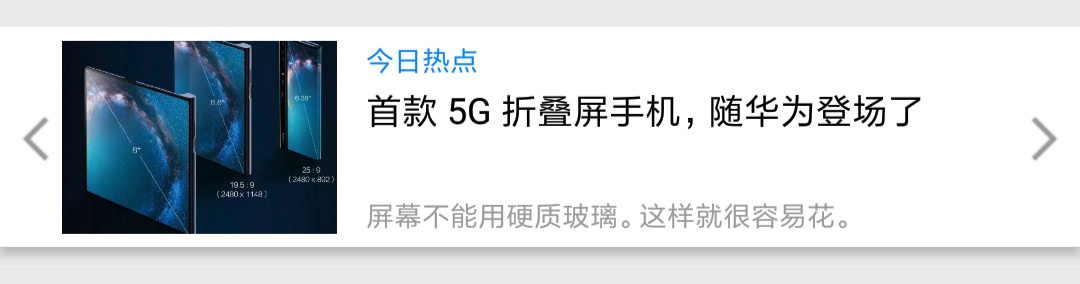 今日热点
首款 5G 折叠屏手机，随华为登场了
屏幕不能用硬质玻璃。这样就很容易花。
8"
6.6"
6.38"
19.5 : 9
( 2480 x 1148 )
25 : 9
( 2480 x 892 )